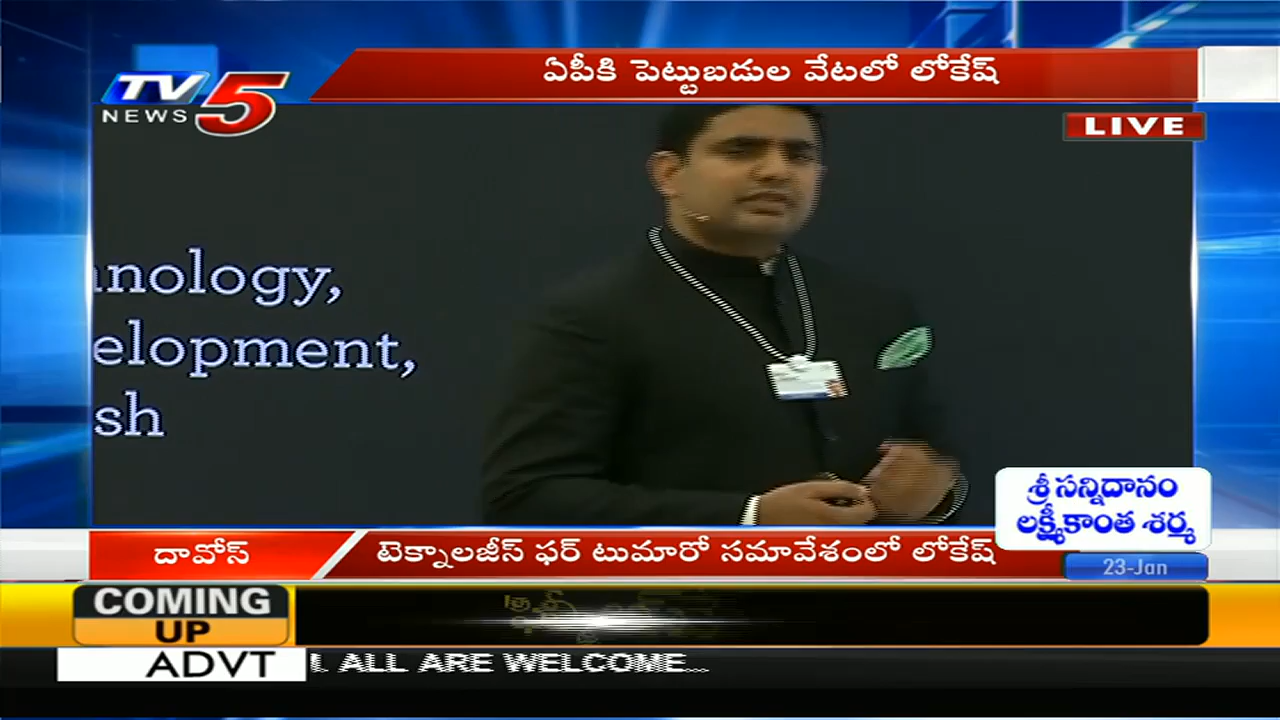 ఏపీకి పెట్టుబడుల వేటలో లోకేష్
TV5
NEWS
LIVE
elopment,
sh
శ్రీ సన్నిదానం
లక్ష్మీకాంత శర్మ
దావోస్
టెక్నాలజీస్ ఫర్ టుమారో సమావేశంలో లోకేష్
23-Jan
COMING
UP
ADVT
ALL ARE WELCOME...